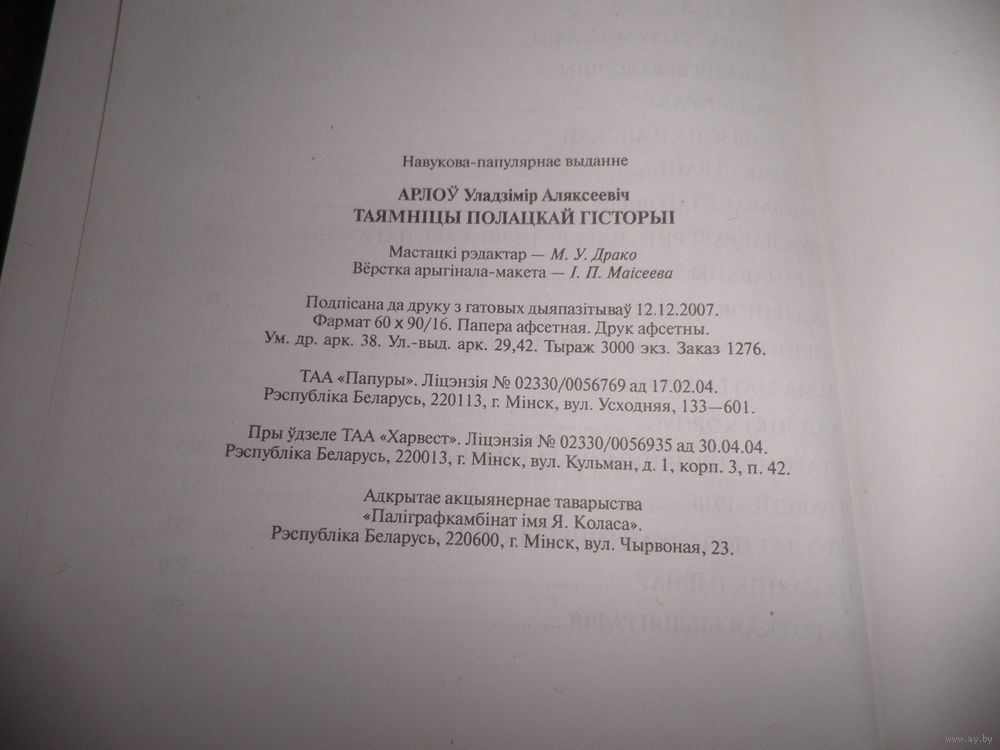 Навукова-папулярнае выданне
АРЛОЎ Уладзімір Аляксеевіч
ТАЯМНІЦЫ ПОЛАЦКАЙ ГІСТОРЫІ
Мастацкі рэдактар — М. У. Драко
Вёрстка арыгінала-макета — І. П. Маісеева
Подпісана да друку з гатовых дыяпазітываў 12.12.2007.
Фармат 60 х 90/16. Папера афсетная. Друк афсетны.
Ум. др. арк. 38. Ул.-выд. арк. 29,42. Тыраж 3000 экз. Заказ 1276.
ТАА «Папуры». Ліцэнзія № 02330/0056769 ад 17.02.04.
Рэспубліка Беларусь, 220113, г. Мінск, вул. Усходняя, 133—601.
Пры ўдзеле ТАА «Харвест». Ліцэнзія № 02330/0056935 ад 30.04.04.
Рэспубліка Беларусь, 220013, г. Мінск, вул. Кульман, д. 1, корп. 3, п. 42.
Адкрытае акцыянернае таварыства
«Паліграфкамбінат імя Я. Коласа».
Рэспубліка Беларусь, 220600, г. Мінск, вул. Чырвоная, 23.
www.ay.by